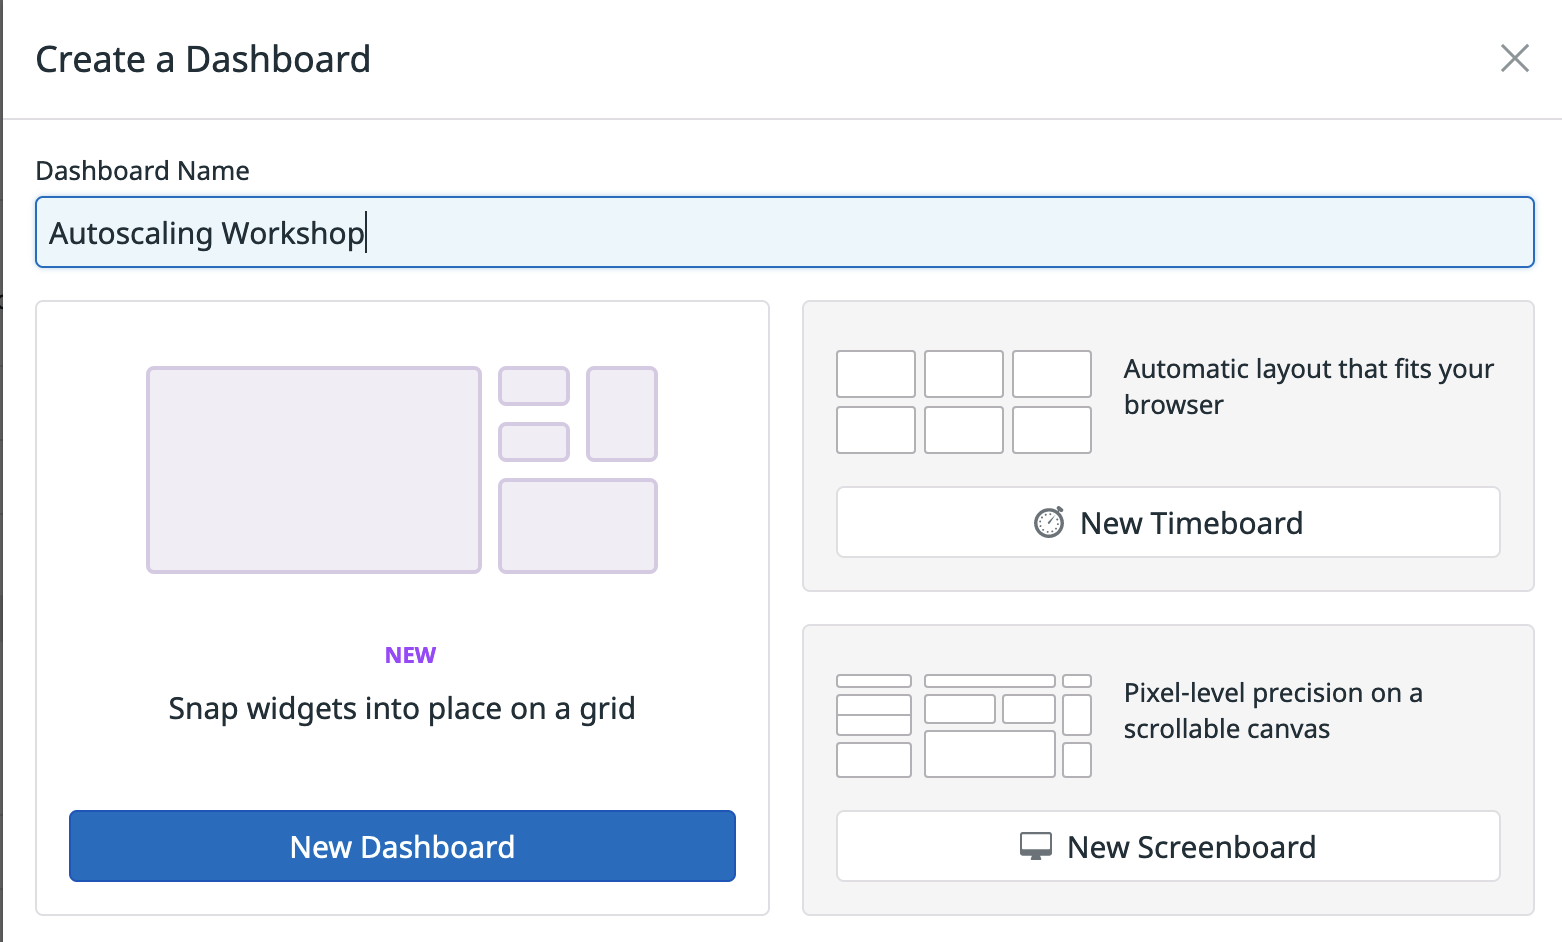 Create a Dashboard
Dashboard Name
Autoscaling Workshop
NEW
Snap widgets into place on a grid
New Dashboard
Automatic layout that fits your
browser
New Timeboard
Pixel-level precision on a
scrollable canvas
New Screenboard